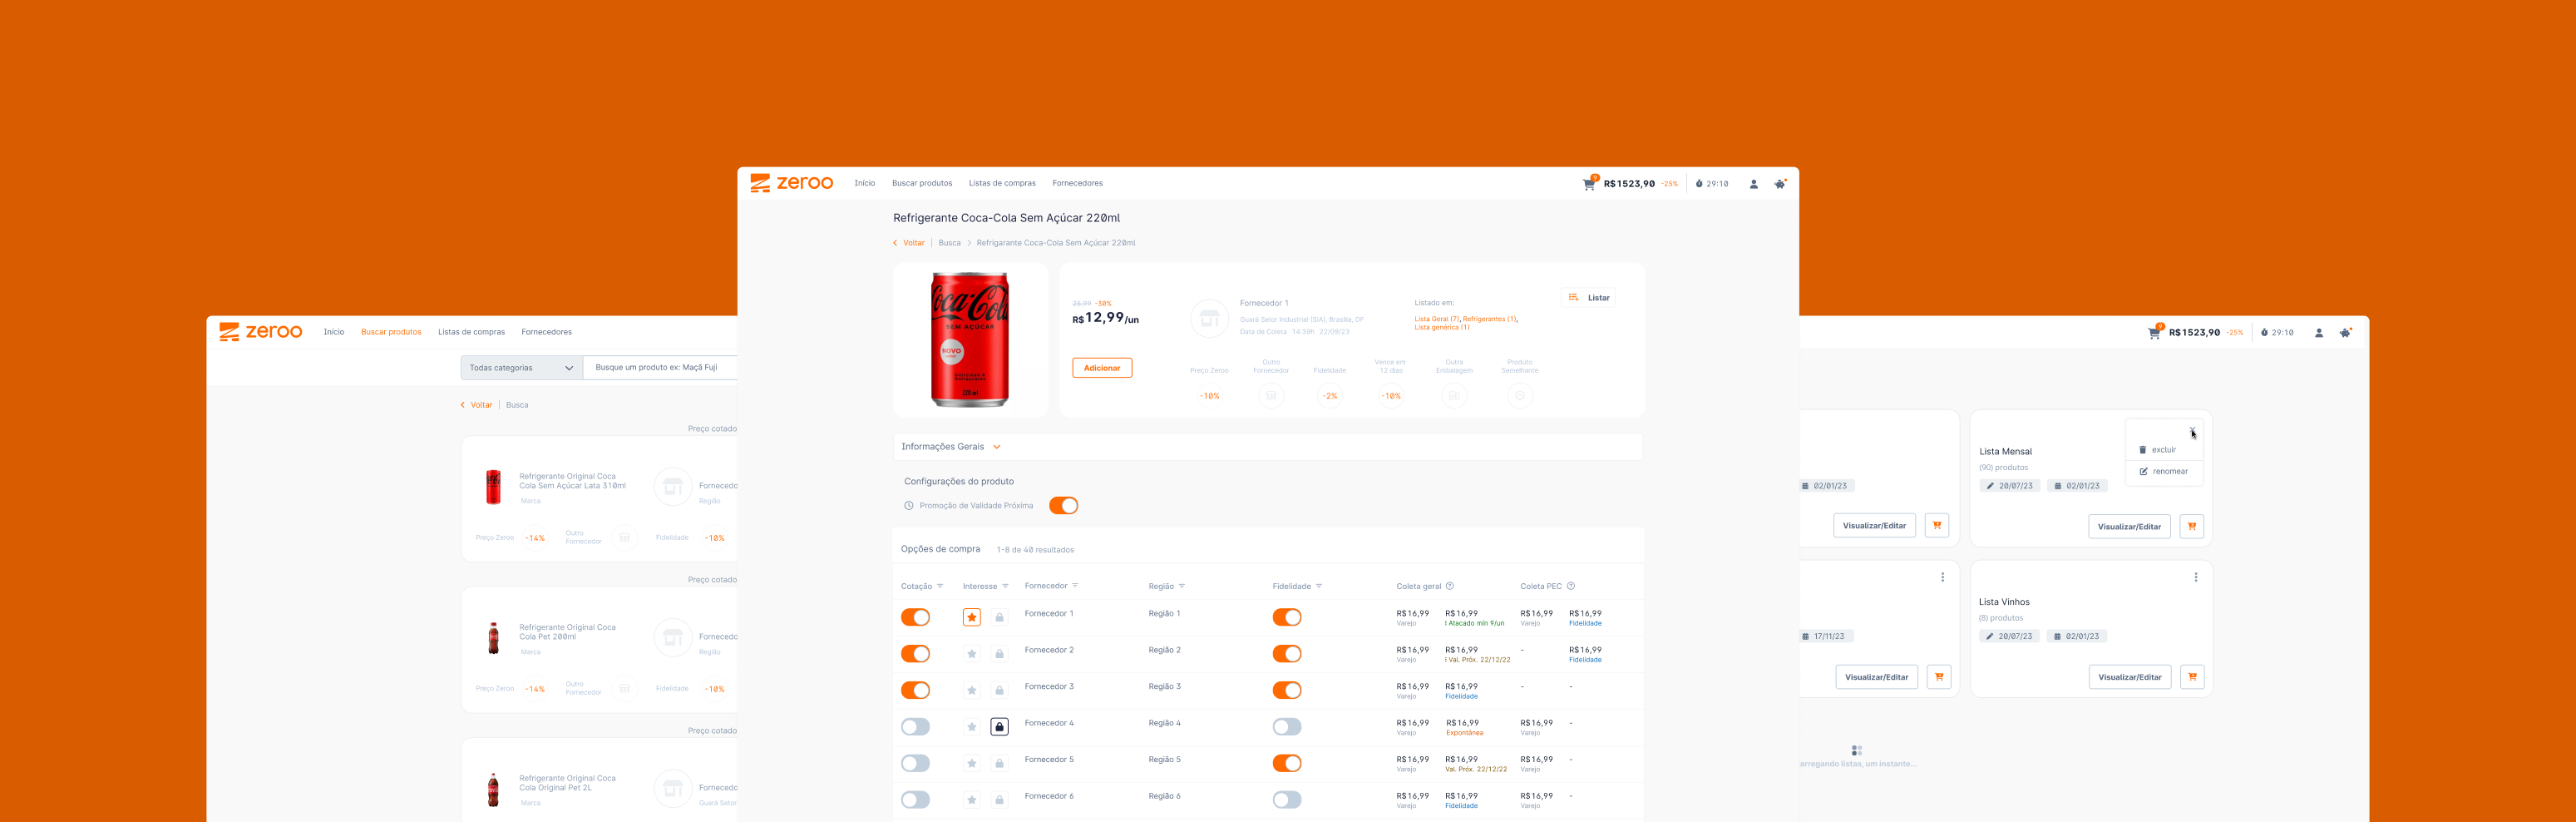 zeroo
Início
Buscar produtos
Listas de compras
Fornecedores
Todas categorias
Busque um produto ex: Maçã Fuji
Voltar
Busca
Preço cotado
Refrigerante Original Coca
Cola Sem Açúcar Lata 310ml
Marca
Fornecedo
Região
Preço Zeroo
-14%
Outro
Fornecedor
Fidelidade
-10%
Preço cotado
Refrigerante Original Coca
Cola Pet 200ml
Marca
Fornecedo
Região
Preço Zeroo
-14%
Outro
Fornecedor
Fidelidade
-10%
Preço cotado
Refrigerante Original Coca
Cola Original Pet 2L
Marca
Fornecedo
Guará Setor
zeroo
Início
Buscar produtos
Listas de compras
Fornecedores
R$1523,90
-25%
29:10
Refrigerante Coca-Cola Sem Açúcar 220ml
Voltar
Busca
Refrigarante Coca-Cola Sem Açúcar 220ml
Coca-Cola
SEM AÇÚCAR
NOVO
220 ml
25,99 -30%
R$12,99/un
Adicionar
Fornecedor 1
Guará Setor Industrial (SIA), Brasília, DF
Data de Coleta 14:30h 22/09/23
Listado em:
Lista Geral (7), Refrigerantes (1),
Lista genérica (1)
Listar
Preço Zeroo
-10%
Outro
Fornecedor
Fidelidade
-2%
Vence em
12 dias
-10%
Outra
Embalagem
Produto
Semelhante
Informações Gerais
Configurações do produto
Promoção de Validade Próxima
Opções de compra
1-8 de 40 resultados
Cotação
Interesse
Fornecedor
Região
Fidelidade
Coleta geral
Coleta PEC
Fornecedor 1
Região 1
R$16,99 R$16,99 R$16,99 R$16,99
Varejo | Atacado mín 9/un Varejo Fidelidade
Fornecedor 2
Região 2
R$16,99 R$16,99 - R$16,99
Varejo | Val. Próx. 22/12/22 Fidelidade
Fornecedor 3
Região 3
R$16,99 R$16,99 - -
Varejo Fidelidade
Fornecedor 4
Região 4
R$16,99 R$16,99 R$16,99 -
Varejo Expontânea Varejo
Fornecedor 5
Região 5
R$16,99 R$16,99 R$16,99 -
Varejo Val. Próx. 22/12/22 Varejo
Fornecedor 6
Região 6
R$16,99 R$16,99 R$16,99 -
Varejo Fidelidade Varejo
R$1523,90
-25%
29:10
02/01/23
Visualizar/Editar
Lista Mensal
(90) produtos
20/07/23
02/01/23
excluir
renomear
Visualizar/Editar
17/11/23
Visualizar/Editar
Lista Vinhos
(8) produtos
20/07/23
02/01/23
Visualizar/Editar
arregando listas, um instante...